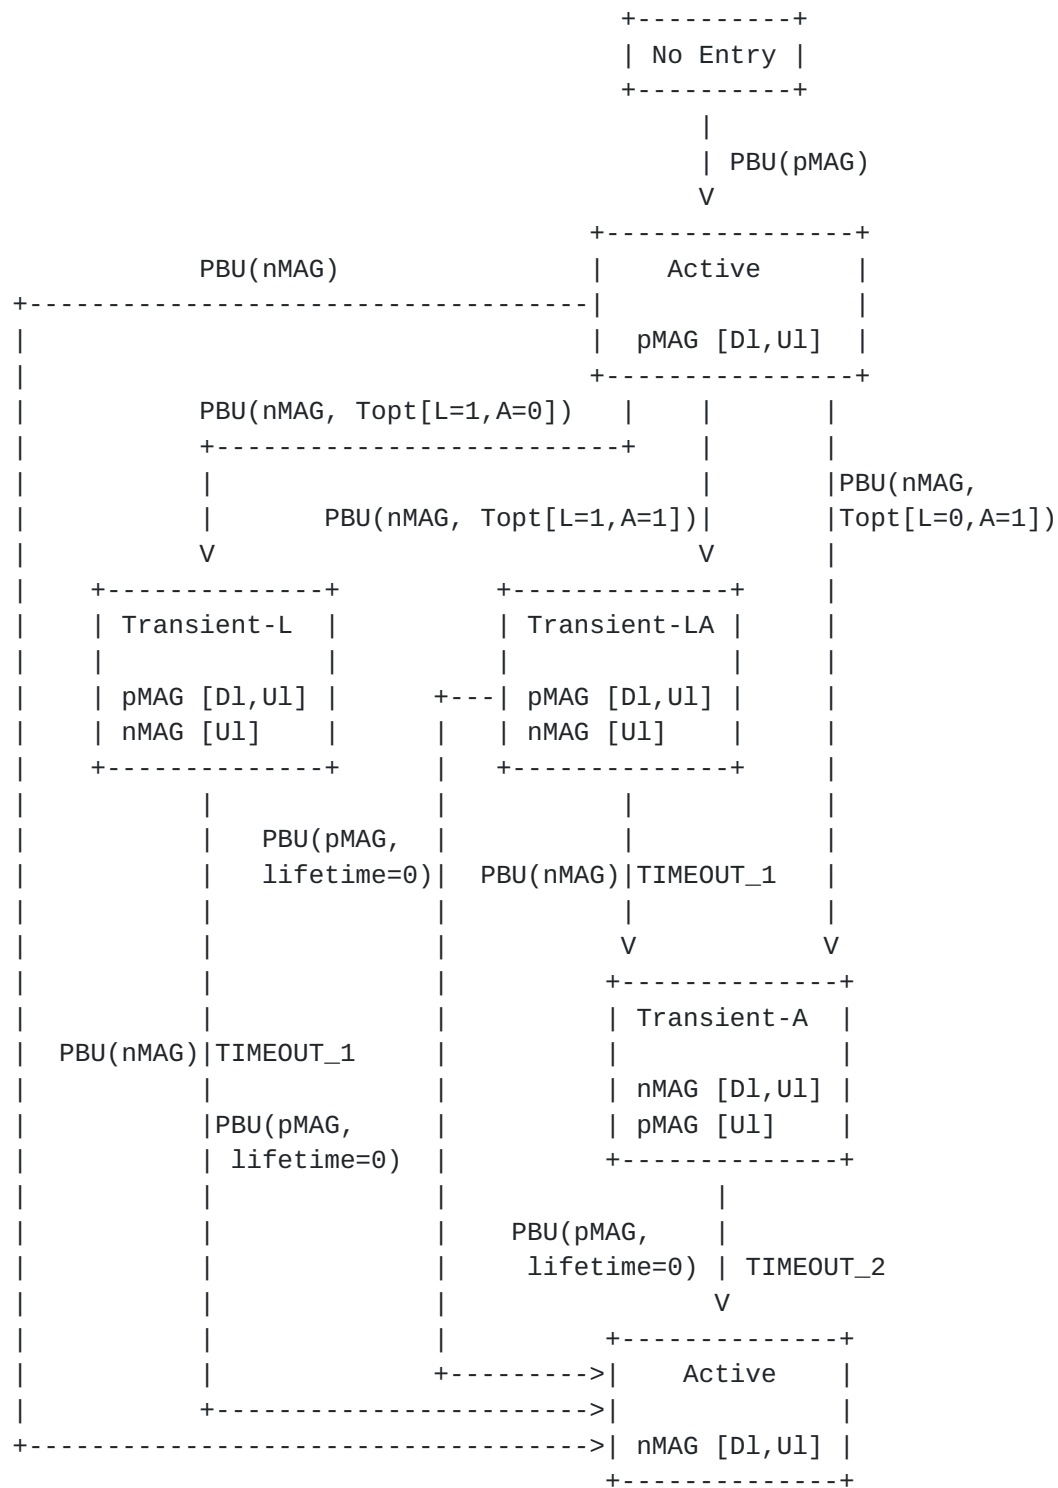 No Entry
PBU(pMAG)
PBU(nMAG) Active
pMAG [Dl,Ul]
PBU(nMAG, Topt[L=1,A=0])
PBU(nMAG,
PBU(nMAG, Topt[L=1,A=1]) Topt[L=0,A=1])
Transient-L Transient-LA
pMAG [Dl,Ul] pMAG [Dl,Ul]
nMAG [Ul] nMAG [Ul]
PBU(pMAG,
lifetime=0) PBU(nMAG) TIMEOUT_1
Transient-A
PBU(nMAG) TIMEOUT_1
nMAG [Dl,Ul]
PBU(pMAG, pMAG [Ul]
lifetime=0)
PBU(pMAG,
lifetime=0) TIMEOUT_2
Active
nMAG [Dl,Ul]